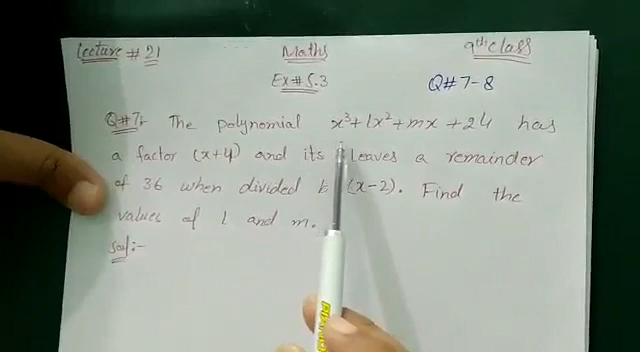 Lecture # 21 Maths 9th class
Ex # 5.3 Q# 7-8
Q#7:- The polynomial x³+lx²+mx+24 has
a factor (x+4) and its leaves a remainder
of 36 when divided b (x-2). Find the
values of l and m.
Sol:-